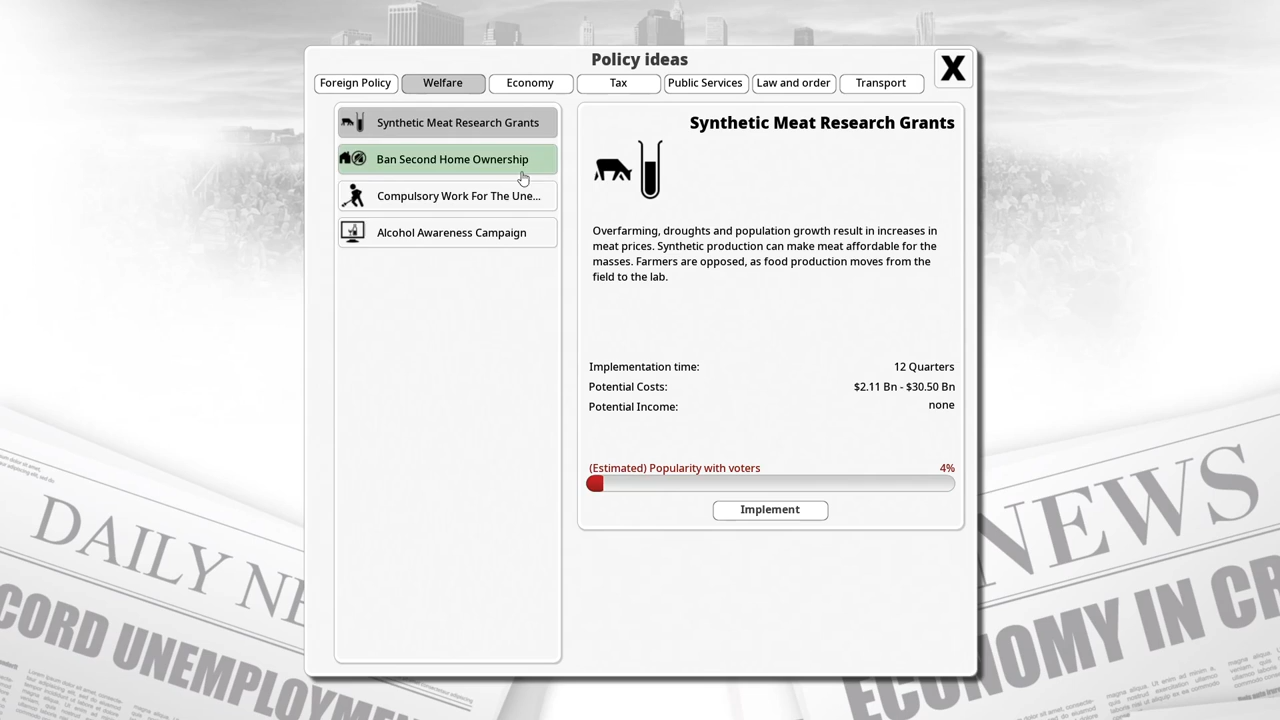 Policy ideas
X
Foreign Policy
Welfare
Economy
Tax
Public Services
Law and order
Transport
Synthetic Meat Research Grants
Ban Second Home Ownership
Compulsory Work For The Une...
Alcohol Awareness Campaign
Synthetic Meat Research Grants
Overfarming, droughts and population growth result in increases in
meat prices. Synthetic production can make meat affordable for the
masses. Farmers are opposed, as food production moves from the
field to the lab.
Implementation time: 12 Quarters
Potential Costs: $2.11 Bn - $30.50 Bn
Potential Income: none
(Estimated) Popularity with voters 4%
Implement
DAILY NE
CORD UNEMPLOYM
NEWS
ECONOMY IN CR